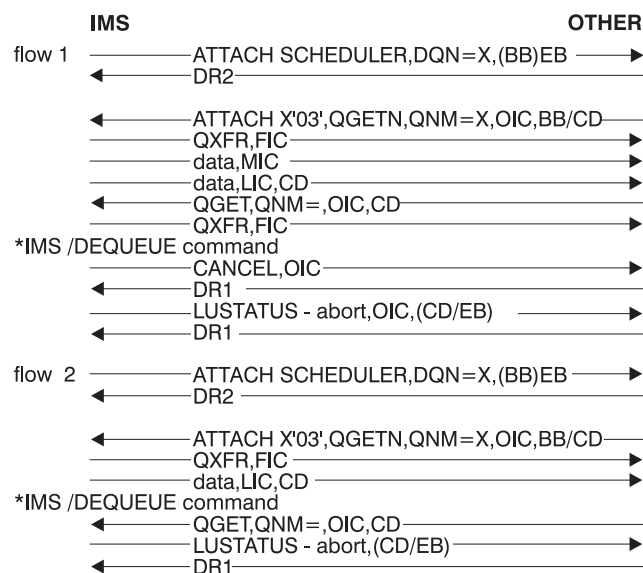 IMS OTHER
flow 1 ATTACH SCHEDULER,DQN=X,(BB)EB
DR2
ATTACH X'03',QGETN,QNM=X,OIC,BB/CD
QXFR,FIC
data,MIC
data,LIC,CD
QGET,QNM=,OIC,CD
QXFR,FIC
*IMS /DEQUEUE command
CANCEL,OIC
DR1
LUSTATUS - abort,OIC,(CD/EB)
DR1
flow 2 ATTACH SCHEDULER,DQN=X,(BB)EB
DR2
ATTACH X'03',QGETN,QNM=X,OIC,BB/CD
QXFR,FIC
data,LIC,CD
*IMS /DEQUEUE command
QGET,QNM=,OIC,CD
LUSTATUS - abort,(CD/EB)
DR1